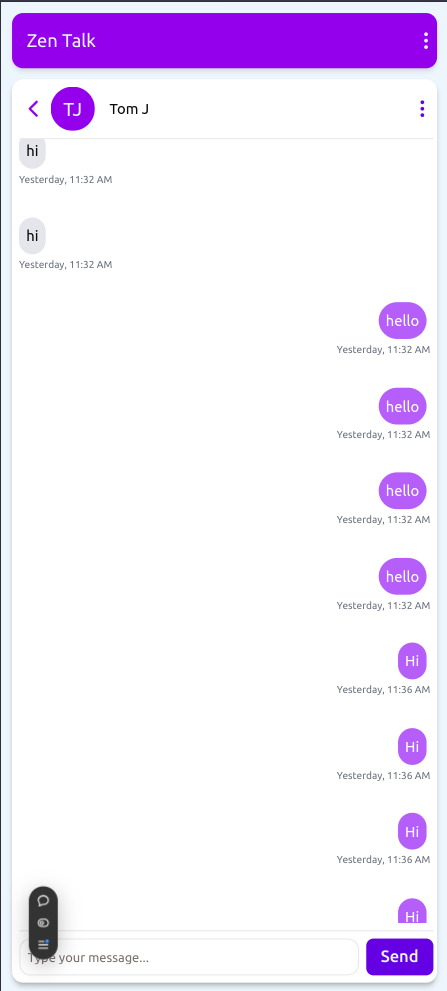 Zen Talk
TJ
Tom J
hi
Yesterday, 11:32 AM
hi
Yesterday, 11:32 AM
hello
Yesterday, 11:32 AM
hello
Yesterday, 11:32 AM
hello
Yesterday, 11:32 AM
hello
Yesterday, 11:32 AM
Hi
Yesterday, 11:36 AM
Hi
Yesterday, 11:36 AM
Hi
Yesterday, 11:36 AM
Hi
Type your message...
Send